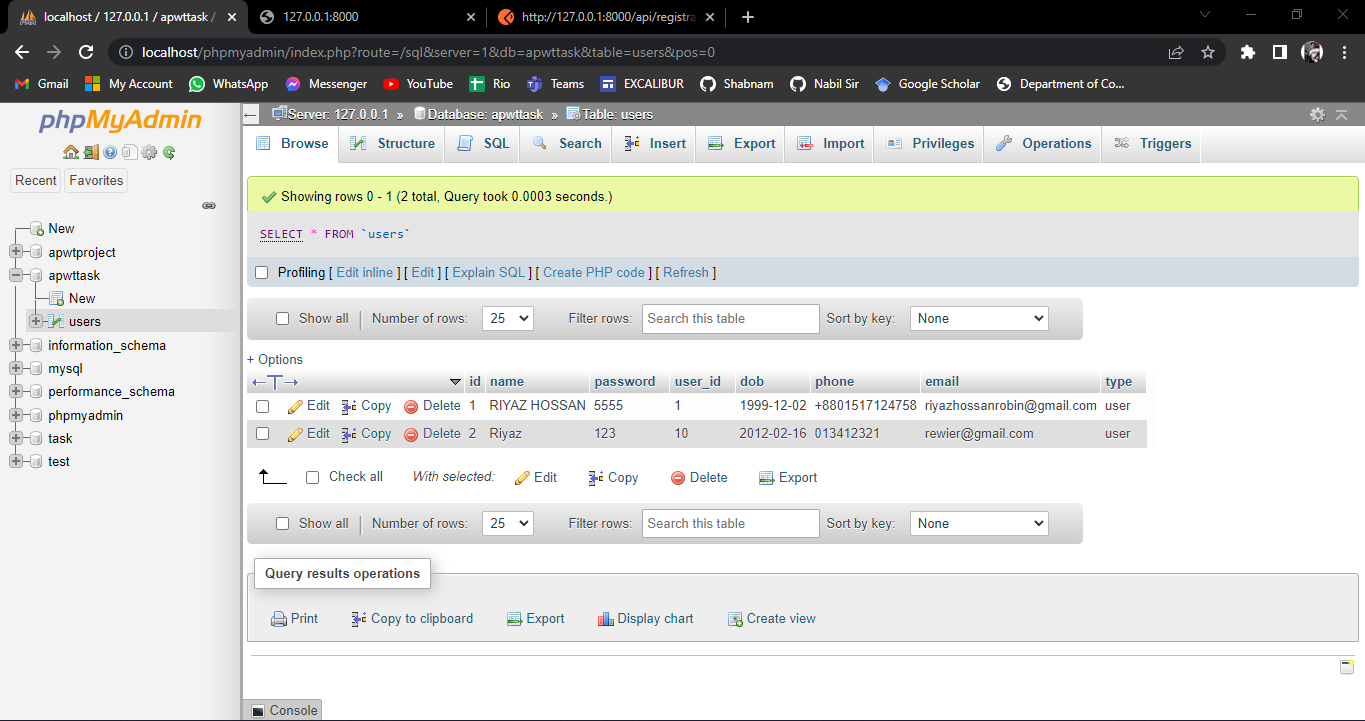 localhost / 127.0.0.1 / apwttask /
127.0.0.1:8000
http://127.0.0.1:8000/api/registra
localhost/phpmyadmin/index.php?route=/sql&server=1&db=apwttask&table=users&pos=0
Gmail My Account WhatsApp Messenger YouTube Rio Teams EXCALIBUR Shabnam Nabil Sir Google Scholar Department of Co...
phpMyAdmin
Recent Favorites
New
apwtproject
apwttask
New
users
information_schema
mysql
performance_schema
phpmyadmin
task
test
Server: 127.0.0.1 » Database: apwttask » Table: users
Browse Structure SQL Search Insert Export Import Privileges Operations Triggers
Showing rows 0 - 1 (2 total, Query took 0.0003 seconds.)
SELECT * FROM `users`
Profiling [ Edit inline ] [ Edit ] [ Explain SQL ] [ Create PHP code ] [ Refresh ]
Show all Number of rows: 25 Filter rows: Search this table Sort by key: None
+ Options
id name password user_id dob phone email type
Edit Copy Delete 1 RIYAZ HOSSAN 5555 1 1999-12-02 +8801517124758 riyazhossanrobin@gmail.com user
Edit Copy Delete 2 Riyaz 123 10 2012-02-16 013412321 rewier@gmail.com user
Check all With selected: Edit Copy Delete Export
Show all Number of rows: 25 Filter rows: Search this table Sort by key: None
Query results operations
Print Copy to clipboard Export Display chart Create view
Console